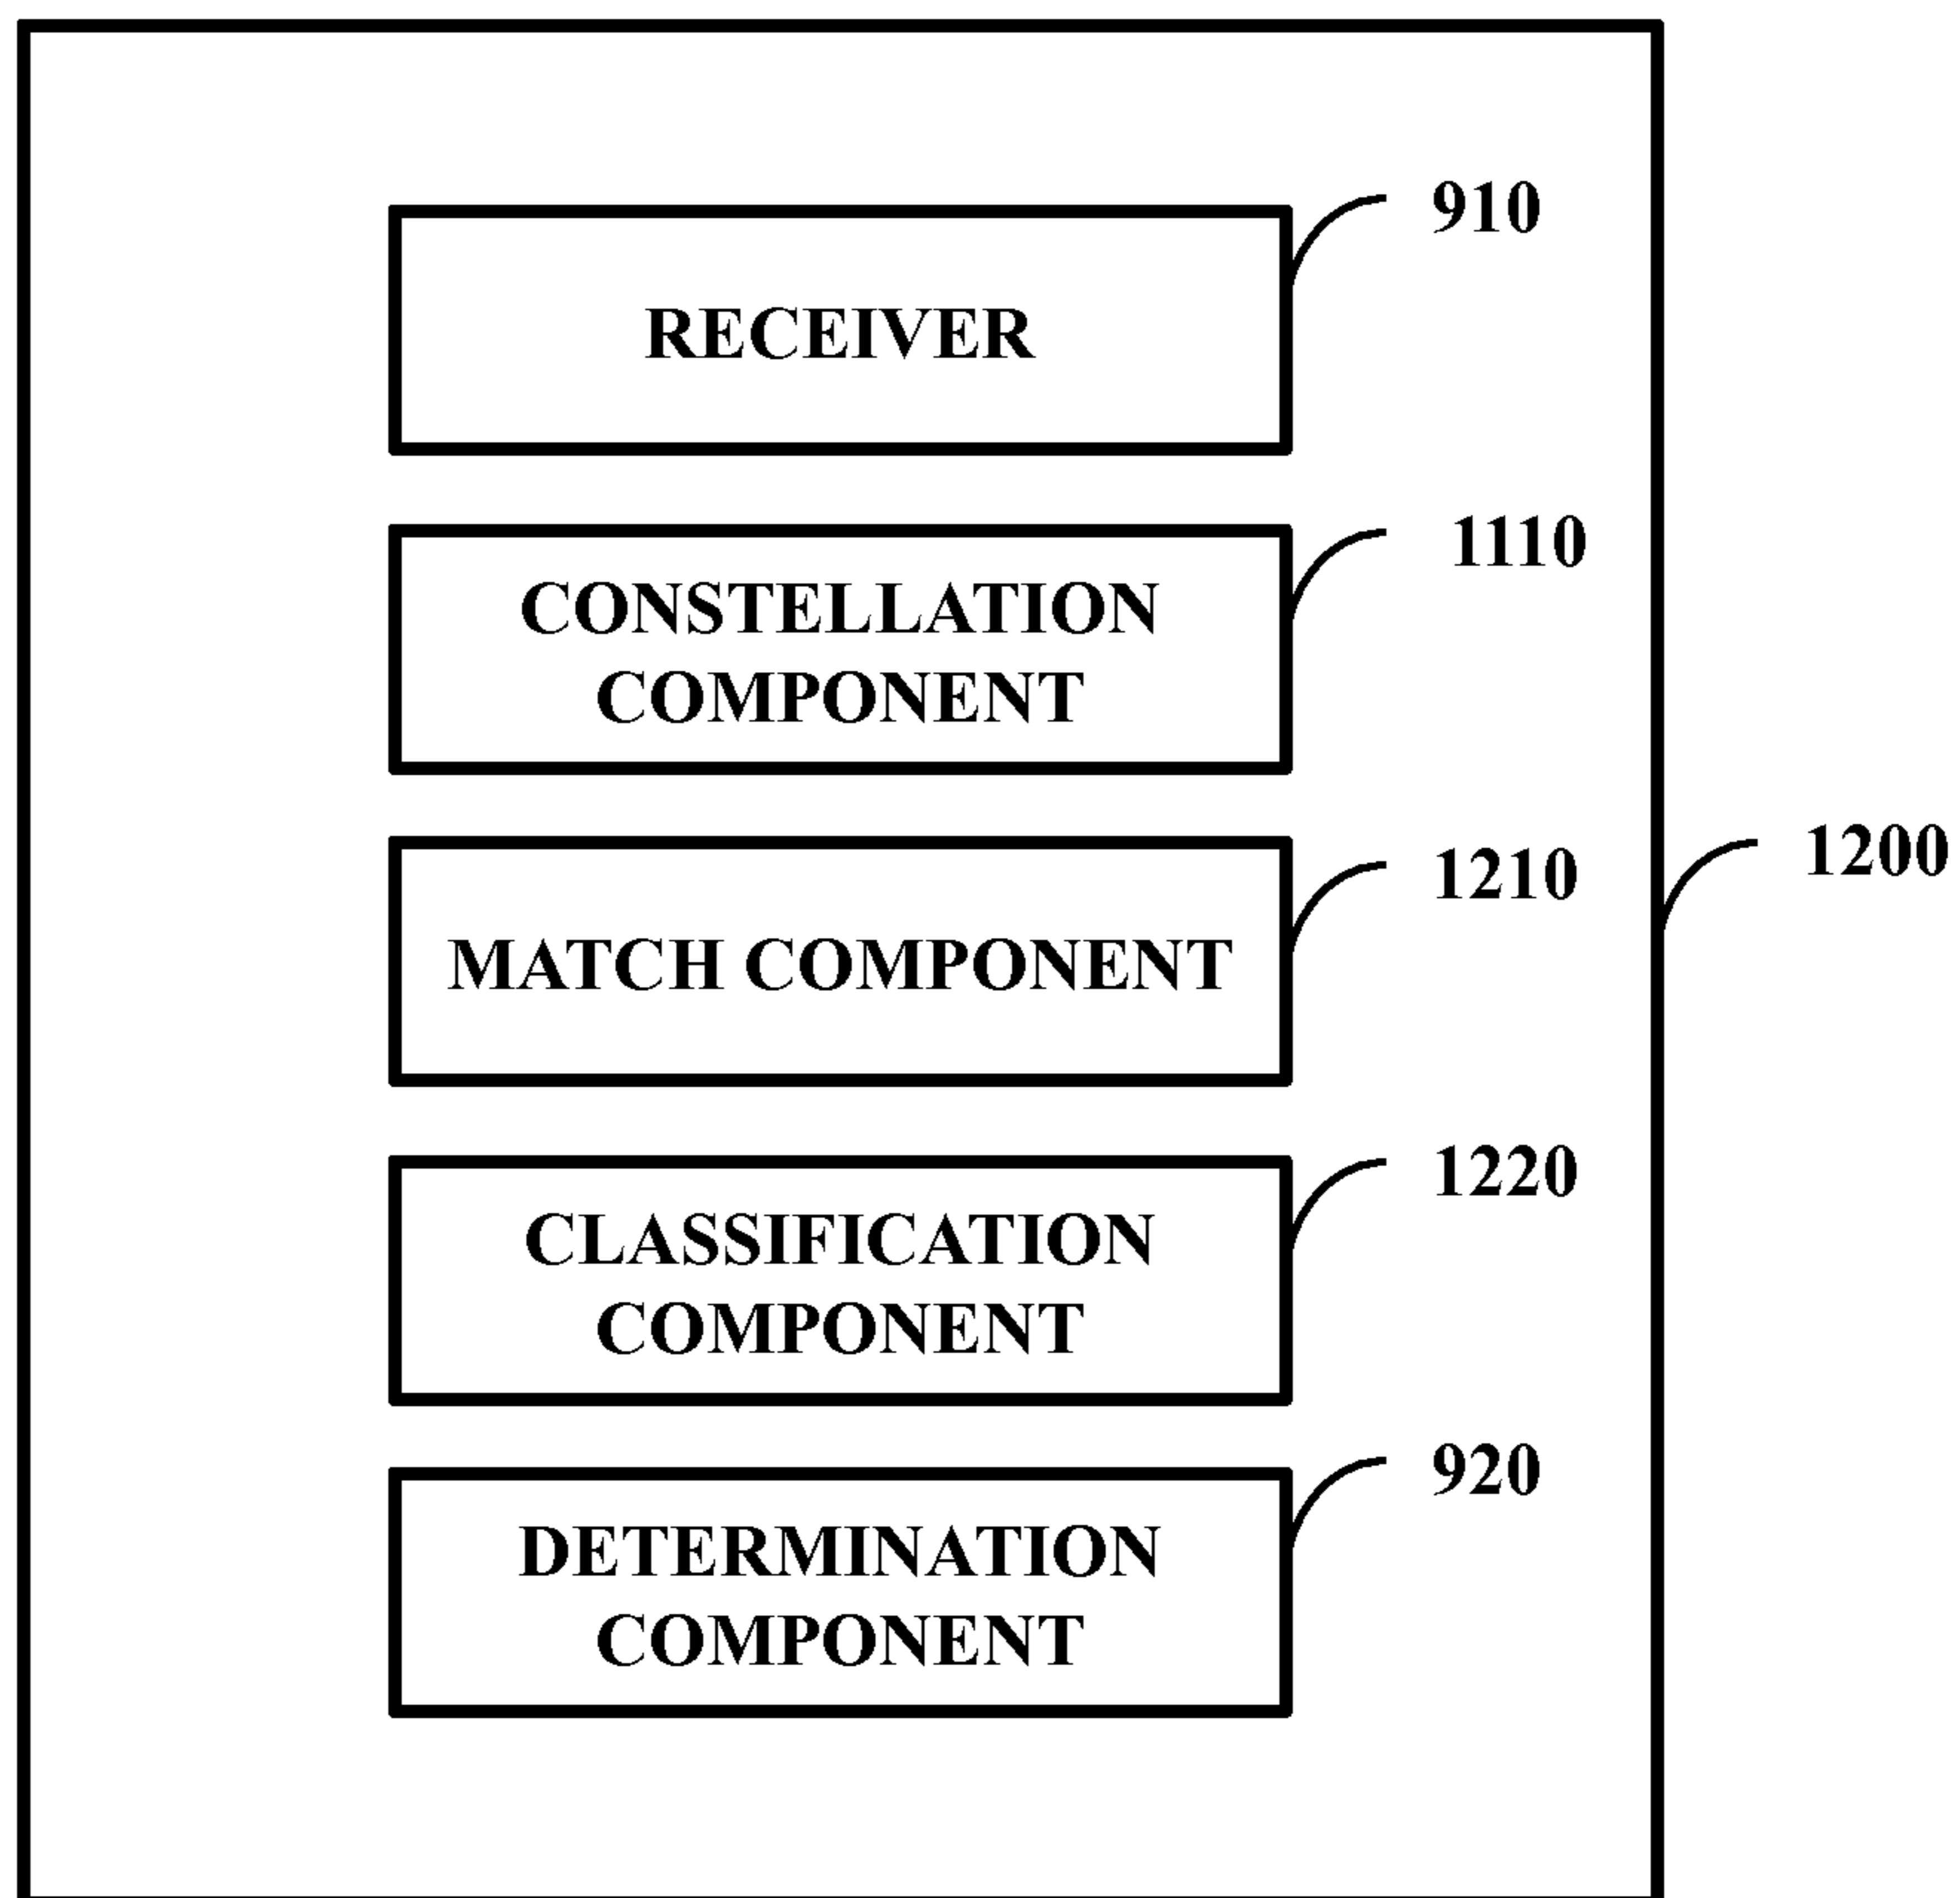 910
RECEIVER
1110
CONSTELLATION
COMPONENT
1210
MATCH COMPONENT
1200
1220
CLASSIFICATION
COMPONENT
920
DETERMINATION
COMPONENT